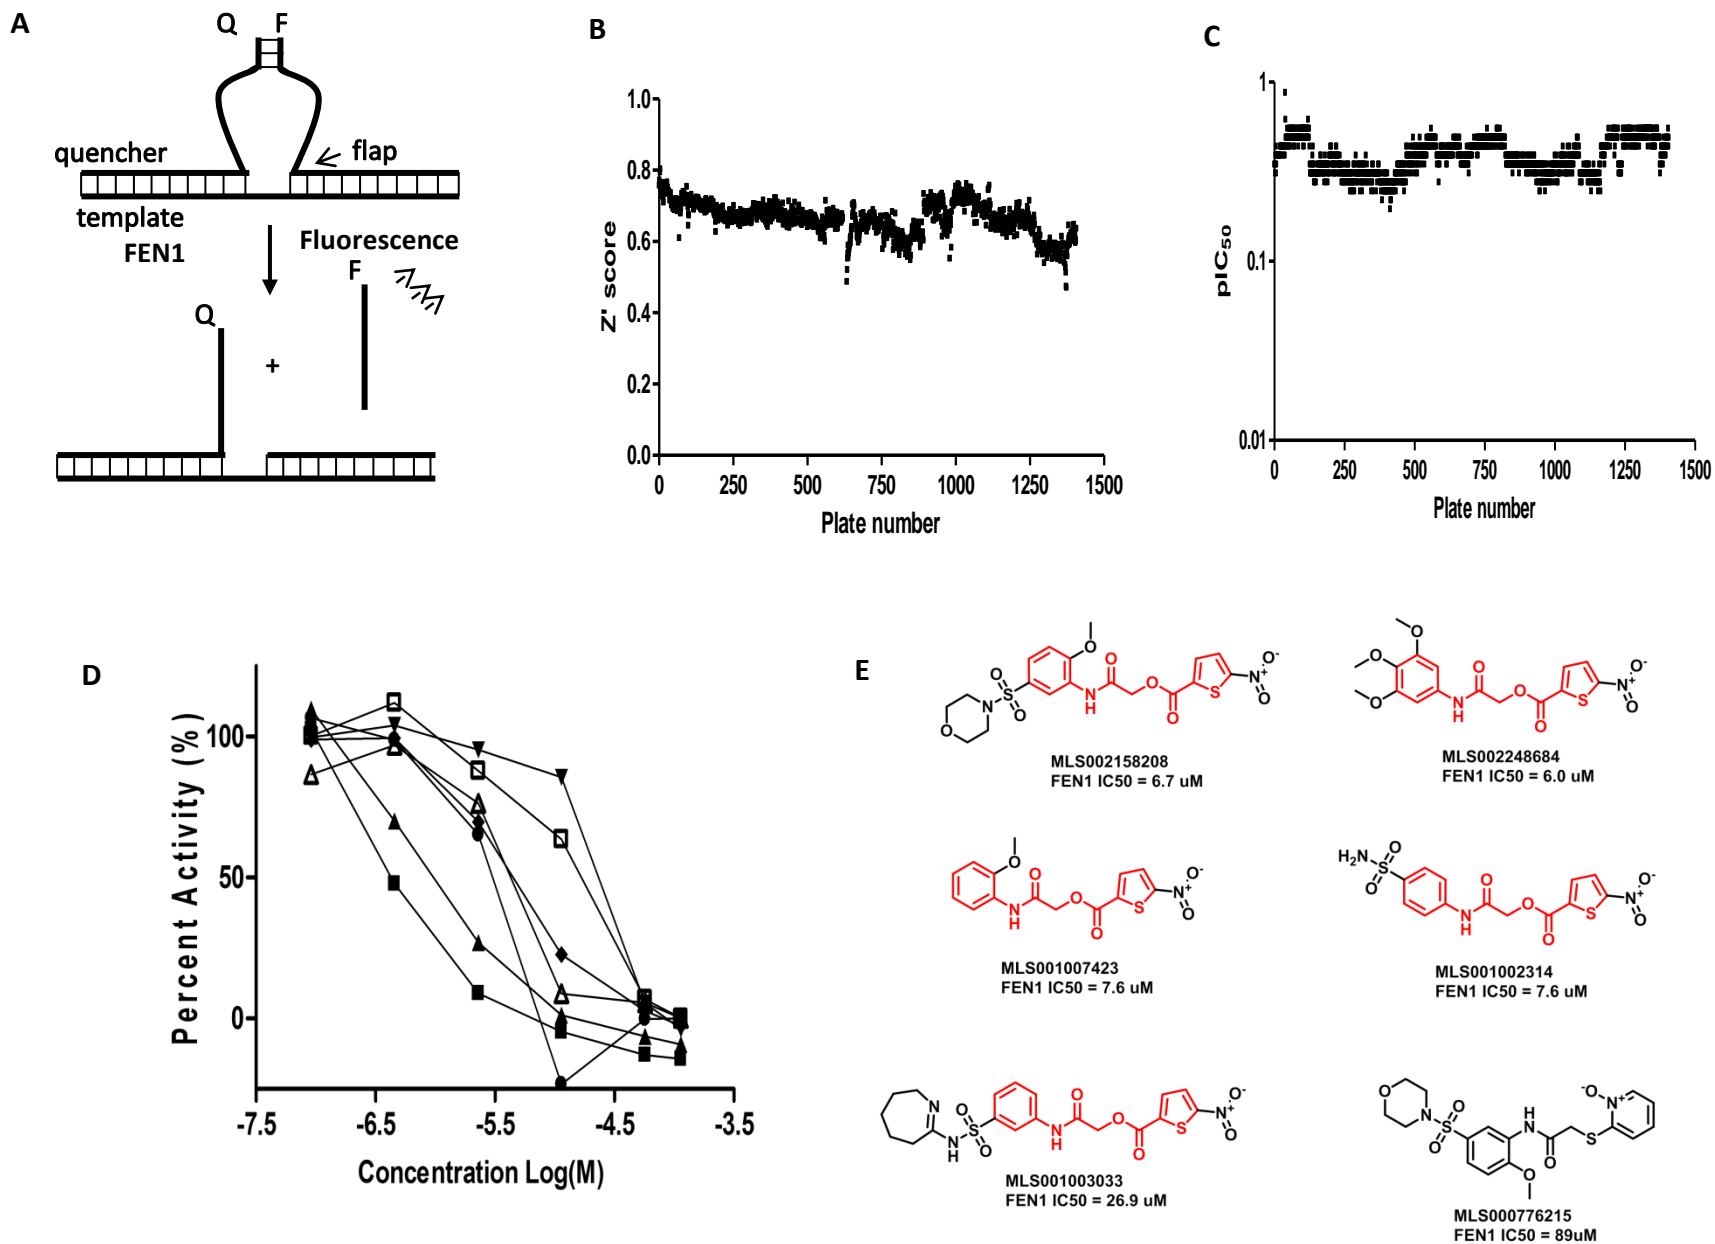 A
Q F
quencher
flap
template
FEN1
Fluorescence
F
Q
+
B
1.0
0.8
0.6
0.4
0.2
0.0
Z' score
0 250 500 750 1000 1250 1500
Plate number
C
1
0.1
0.01
pIC50
0 250 500 750 1000 1250 1500
Plate number
D
100
50
0
Percent Activity (%)
-7.5 -6.5 -5.5 -4.5 -3.5
Concentration Log(M)
E
O
O
O
S
O
N
O
N
H
O
O
S
N+
O-
O
MLS002158208
FEN1 IC50 = 6.7 uM
O
O
O
N
H
O
O
O
S
N+
O-
O
MLS002248684
FEN1 IC50 = 6.0 uM
O
N
H
O
O
O
S
N+
O-
O
MLS001007423
FEN1 IC50 = 7.6 uM
H2N
S
O
O
N
H
O
O
O
S
N+
O-
O
MLS001002314
FEN1 IC50 = 7.6 uM
N
N
H
S
O
O
N
H
O
O
O
S
N+
O-
O
MLS001003033
FEN1 IC50 = 26.9 uM
O
N
S
O
O
H
N
O
S
-O
N+
O
MLS000776215
FEN1 IC50 = 89uM